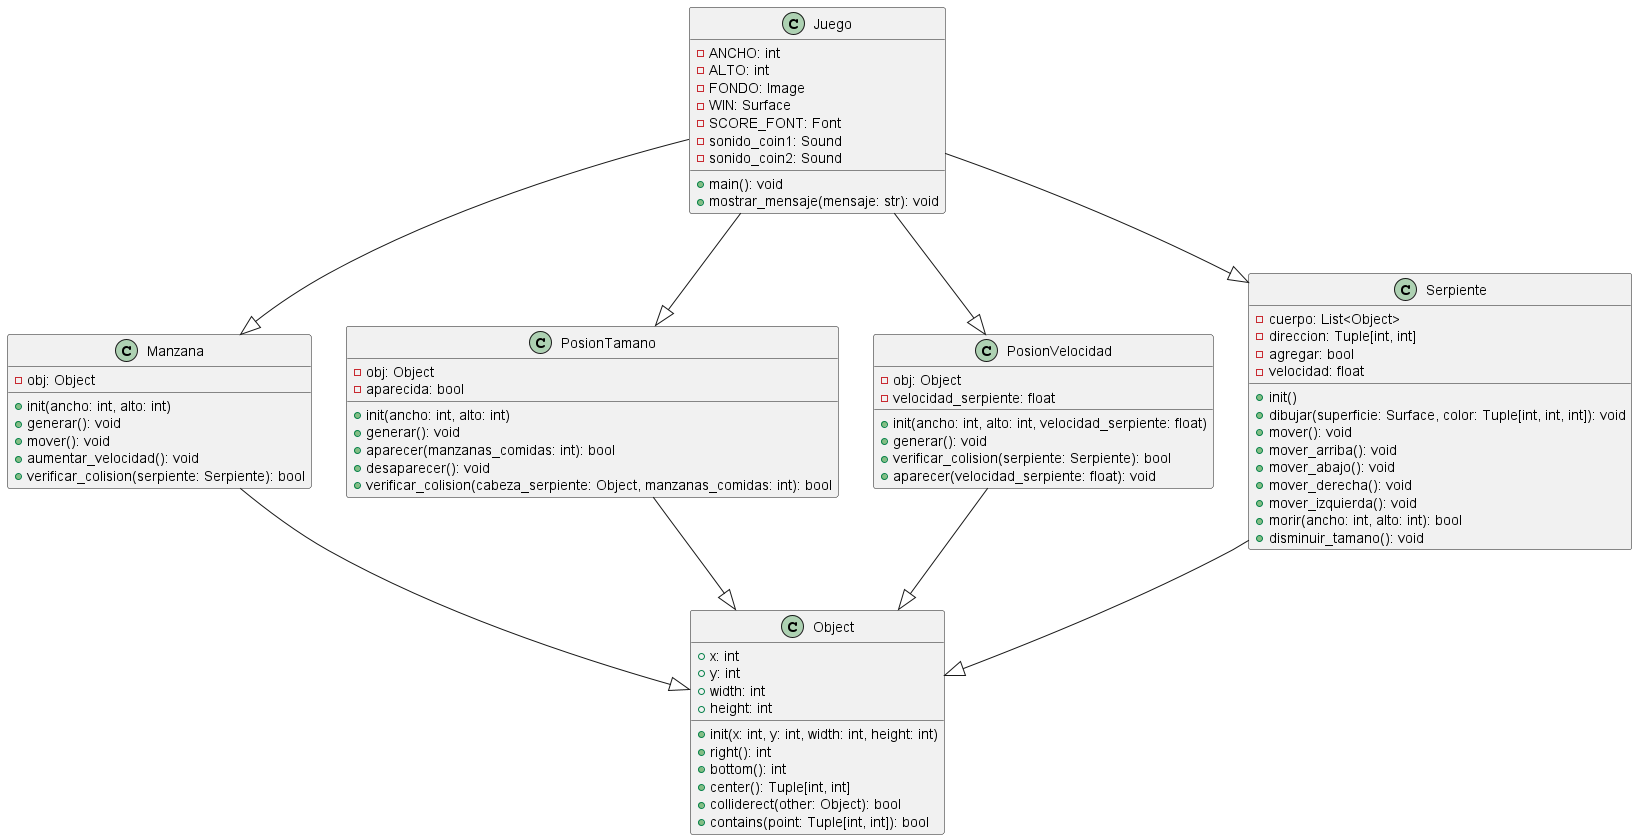 C Juego
ANCHO: int
ALTO: int
FONDO: Image
WIN: Surface
SCORE_FONT: Font
sonido_coin1: Sound
sonido_coin2: Sound
main(): void
mostrar_mensaje(mensaje: str): void
C Manzana
obj: Object
init(ancho: int, alto: int)
generar(): void
mover(): void
aumentar_velocidad(): void
verificar_colision(serpiente: Serpiente): bool
C PosionTamano
obj: Object
aparecida: bool
init(ancho: int, alto: int)
generar(): void
aparecer(manzanas_comidas: int): bool
desaparecer(): void
verificar_colision(cabeza_serpiente: Object, manzanas_comidas: int): bool
C PosionVelocidad
obj: Object
velocidad_serpiente: float
init(ancho: int, alto: int, velocidad_serpiente: float)
generar(): void
verificar_colision(serpiente: Serpiente): bool
aparecer(velocidad_serpiente: float): void
C Serpiente
cuerpo: List<Object>
direccion: Tuple[int, int]
agregar: bool
velocidad: float
init()
dibujar(superficie: Surface, color: Tuple[int, int, int]): void
mover(): void
mover_arriba(): void
mover_abajo(): void
mover_derecha(): void
mover_izquierda(): void
morir(ancho: int, alto: int): bool
disminuir_tamano(): void
C Object
x: int
y: int
width: int
height: int
init(x: int, y: int, width: int, height: int)
right(): int
bottom(): int
center(): Tuple[int, int]
colliderect(other: Object): bool
contains(point: Tuple[int, int]): bool